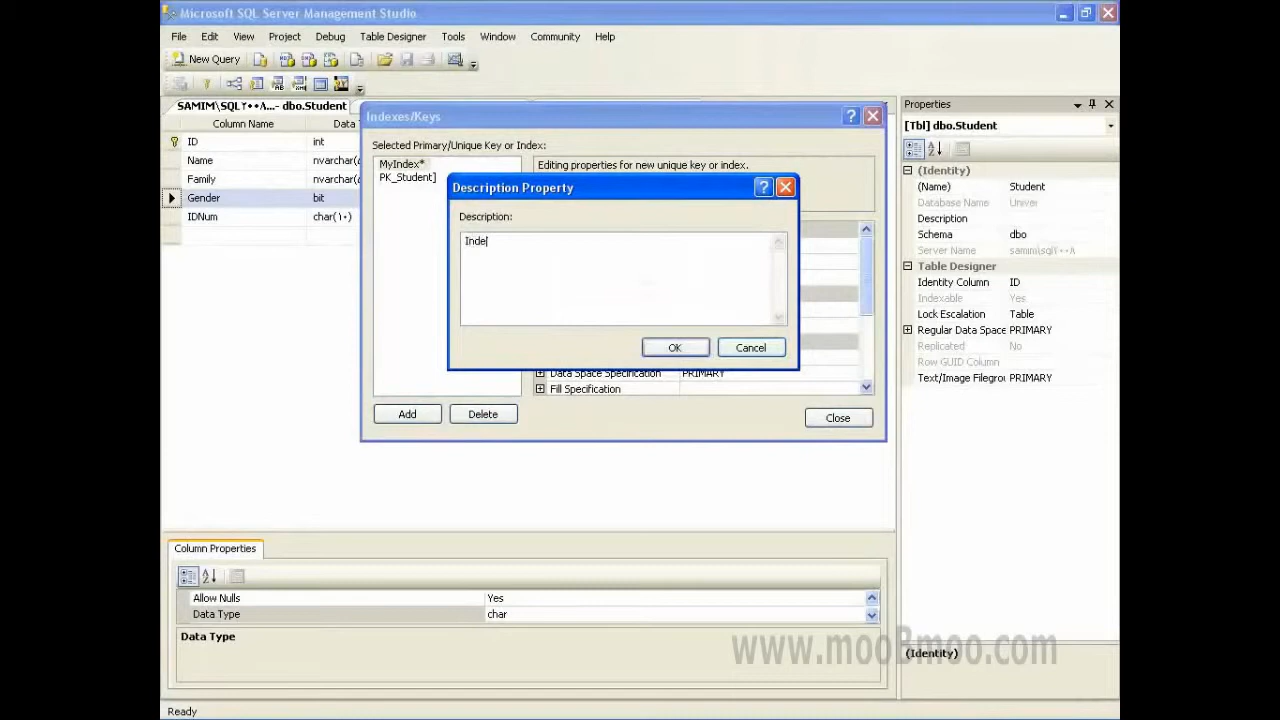 Microsoft SQL Server Management Studio
File Edit View Project Debug Table Designer Tools Window Community Help
New Query
SAMIM\SQL۲۰۰۸... - dbo.Student
Column Name Data T
ID int
Name nvarchar(
Family nvarchar(
Gender bit
IDNum char(۱۰)
Indexes/Keys
Selected Primary/Unique Key or Index:
MyIndex*
PK_Student]
Editing properties for new unique key or index.
Description Property
Description:
Inde
OK Cancel
Data Space Specification PRIMARY
Fill Specification
Add Delete
Close
Properties
[Tbl] dbo.Student
(Identity)
(Name) Student
Database Name Univer
Description
Schema dbo
Server Name samim\sql۲۰۰۸
Table Designer
Identity Column ID
Indexable Yes
Lock Escalation Table
Regular Data Space PRIMARY
Replicated No
Row GUID Column
Text/Image Filegrou PRIMARY
(Identity)
Column Properties
Allow Nulls Yes
Data Type char
Data Type
www.mooBmoo.com
Ready